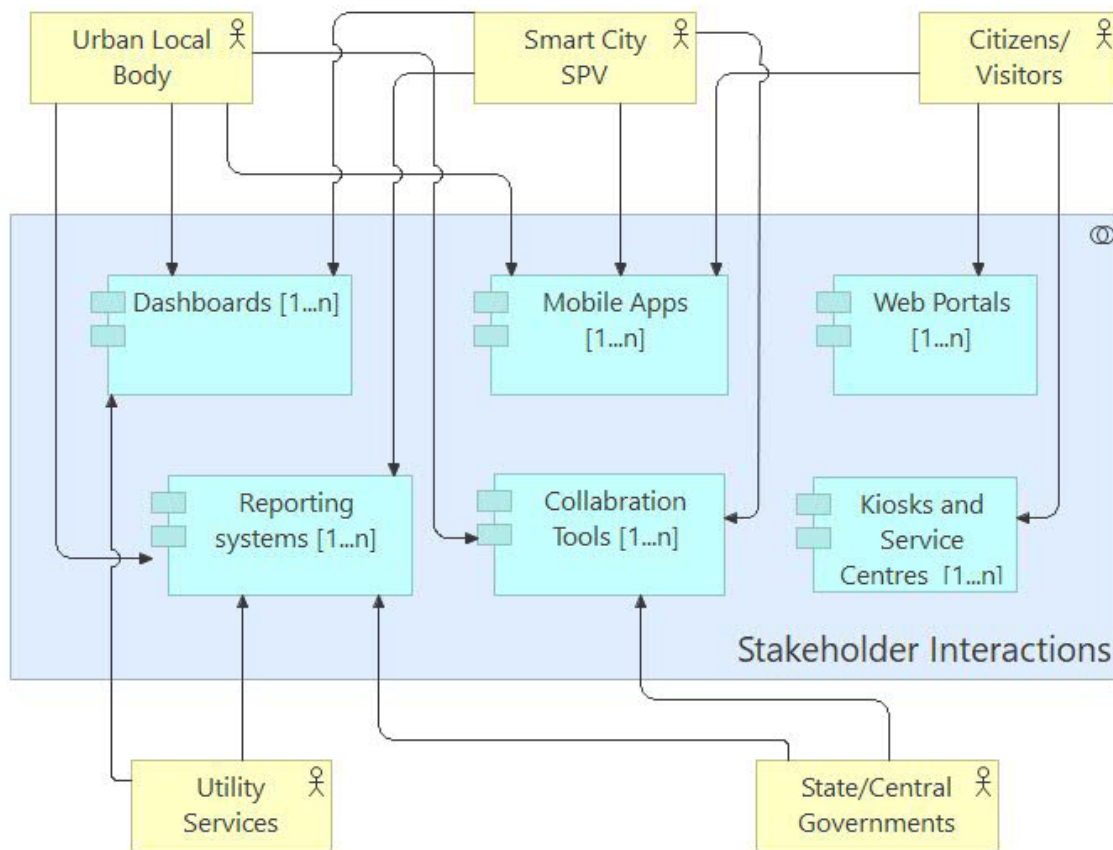 Urban Local
Body
Smart City
SPV
Citizens/
Visitors
Dashboards [1...n]
Mobile Apps
[1...n]
Web Portals
[1...n]
Reporting
systems [1...n]
Collabration
Tools [1...n]
Kiosks and
Service
Centres [1...n]
Stakeholder Interactions
Utility
Services
State/Central
Governments